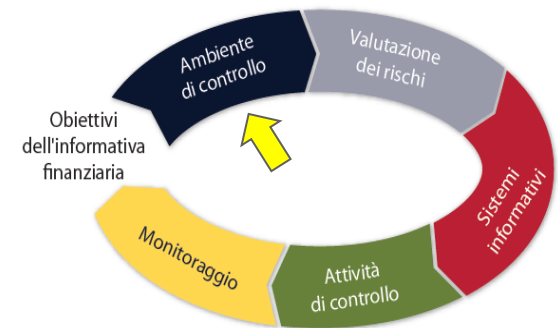 Ambiente
di controllo
Valutazione
dei rischi
Obiettivi
dell'informativa
finanziaria
Sistemi
informativi
Monitoraggio
Attività
di controllo